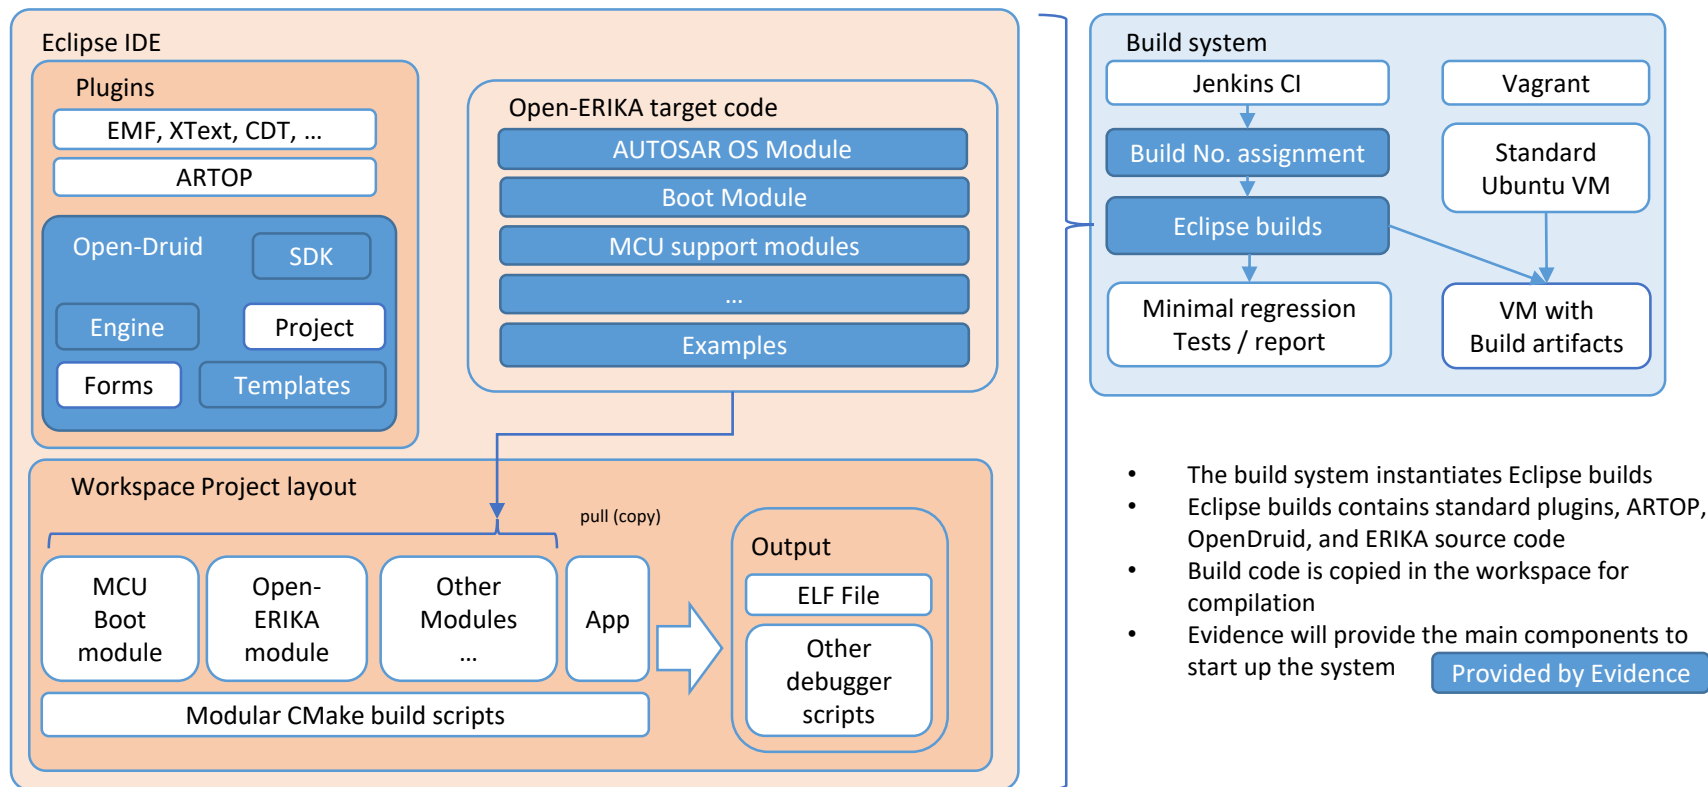 Eclipse IDE
Plugins
EMF, XText, CDT, ...
ARTOP
Open-Druid
SDK
Engine
Project
Forms
Templates
Open-ERIKA target code
AUTOSAR OS Module
Boot Module
MCU support modules
...
Examples
Workspace Project layout
pull (copy)
MCU
Boot
module
Open-
ERIKA
module
Other
Modules
...
App
Modular CMake build scripts
Output
ELF File
Other
debugger
scripts
Build system
Jenkins CI
Build No. assignment
Eclipse builds
Minimal regression
Tests / report
Vagrant
Standard
Ubuntu VM
VM with
Build artifacts
• The build system instantiates Eclipse builds
• Eclipse builds contains standard plugins, ARTOP,
OpenDruid, and ERIKA source code
• Build code is copied in the workspace for
compilation
• Evidence will provide the main components to
start up the system
Provided by Evidence